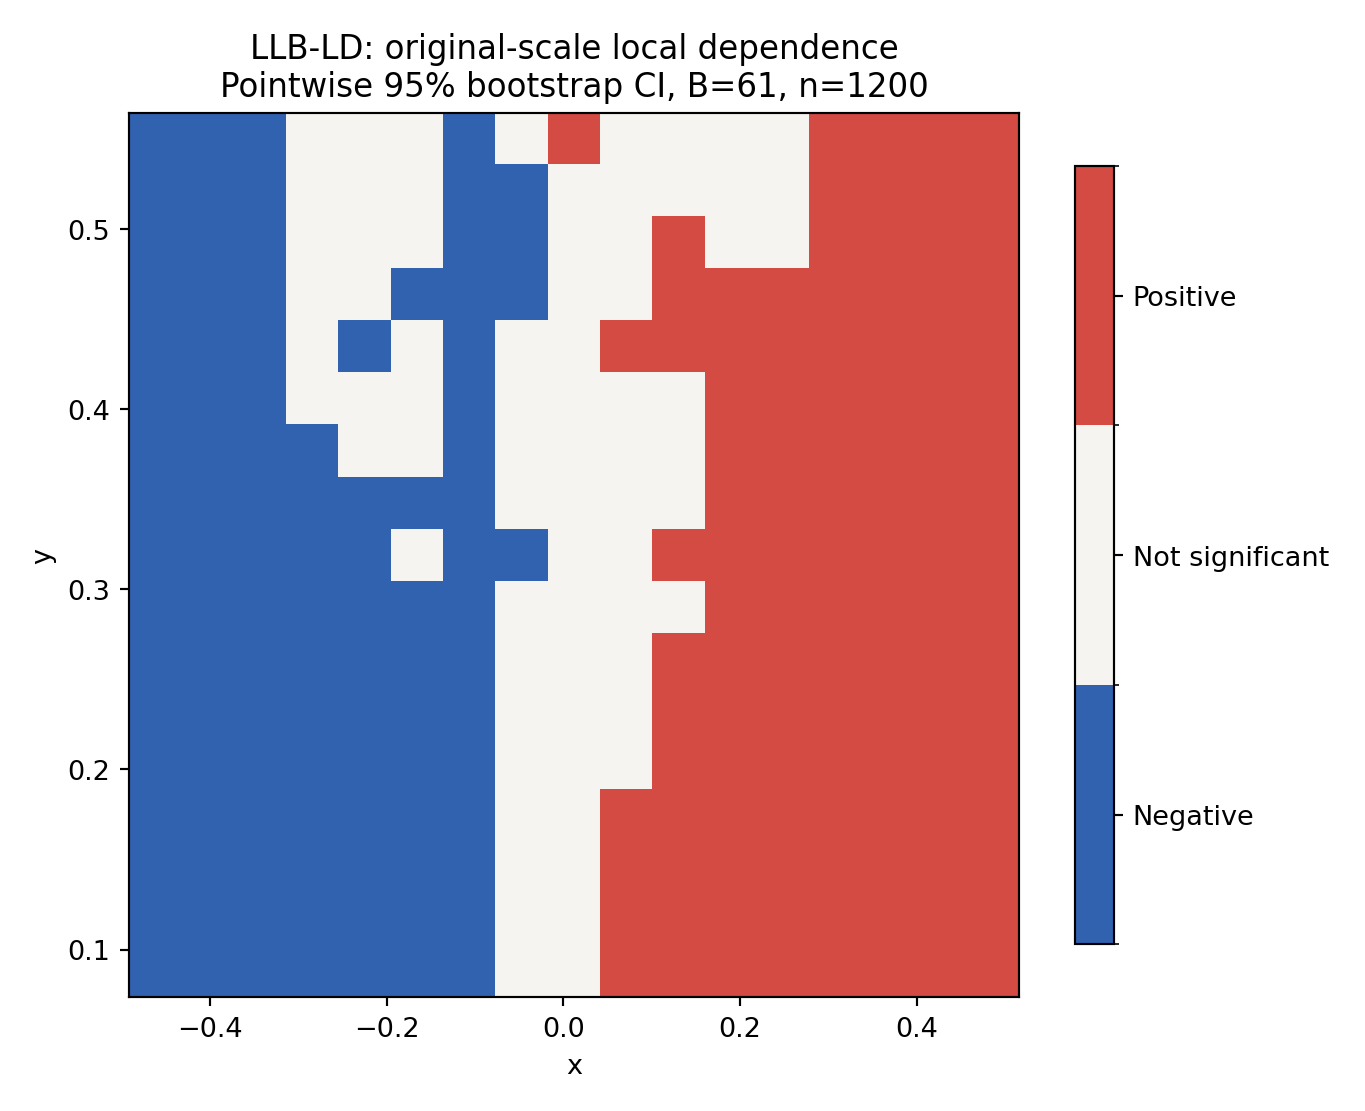 LLB-LD: original-scale local dependence
Pointwise 95% bootstrap CI, B=61, n=1200
0.5
0.4
0.3
0.2
0.1
y
−0.4
−0.2
0.0
0.2
0.4
x
Positive
Not significant
Negative